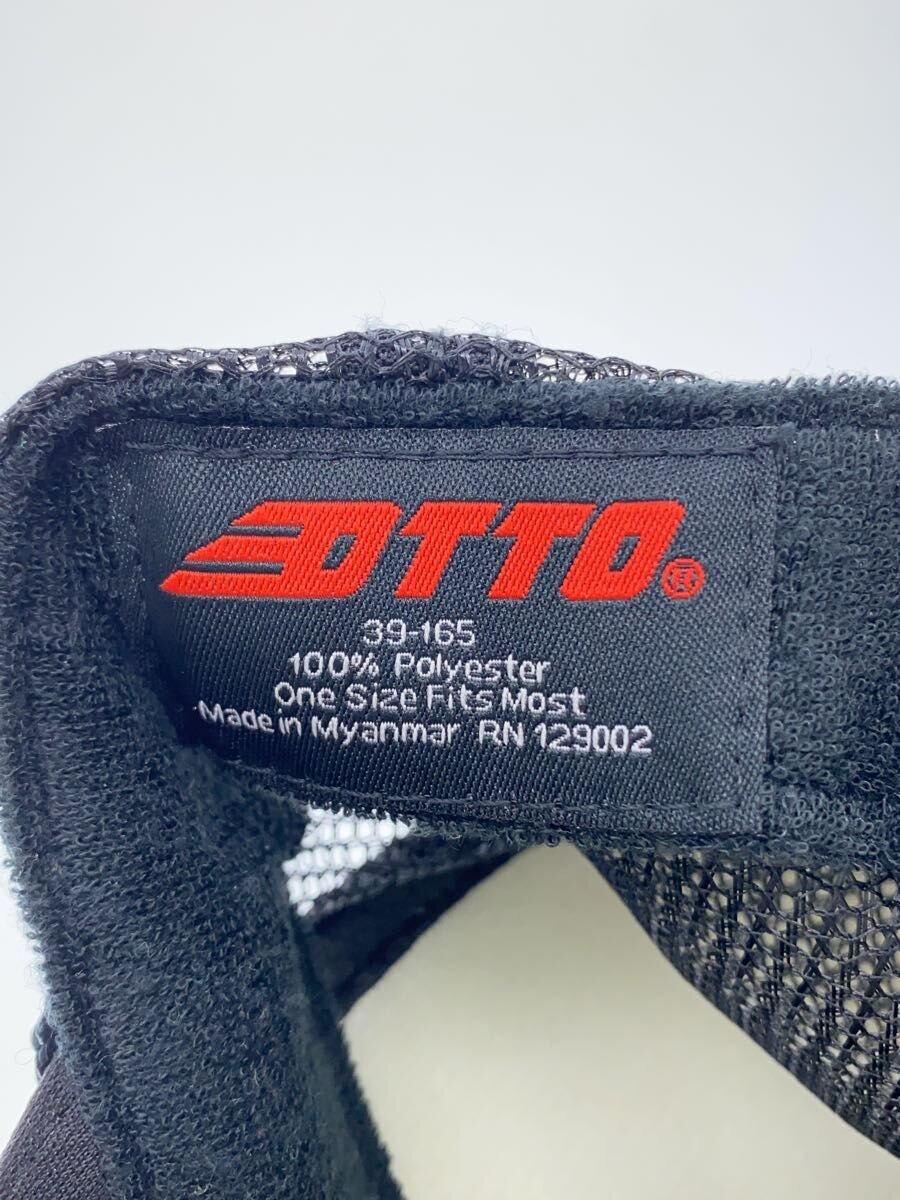 OTTO®
39-165
100% Polyester
One Size Fits Most
Made in Myanmar RN 129002